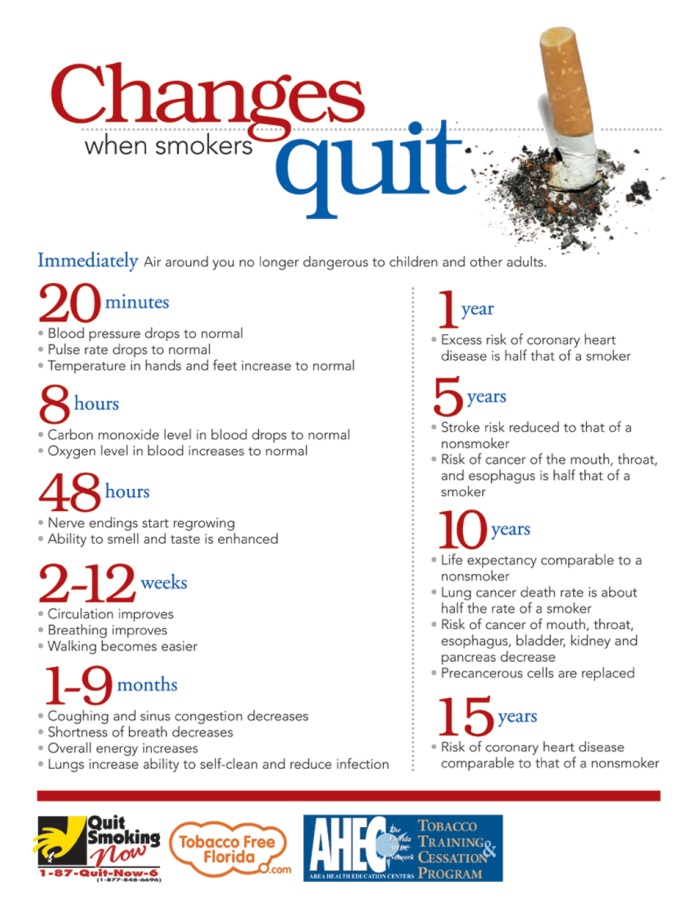 Changes
when smokers quit
Immediately Air around you no longer dangerous to children and other adults.
20 minutes
• Blood pressure drops to normal
• Pulse rate drops to normal
• Temperature in hands and feet increase to normal
8 hours
• Carbon monoxide level in blood drops to normal
• Oxygen level in blood increases to normal
48 hours
• Nerve endings start regrowing
• Ability to smell and taste is enhanced
2-12 weeks
• Circulation improves
• Breathing improves
• Walking becomes easier
1-9 months
• Coughing and sinus congestion decreases
• Shortness of breath decreases
• Overall energy increases
• Lungs increase ability to self-clean and reduce infection
1 year
• Excess risk of coronary heart
disease is half that of a smoker
5 years
• Stroke risk reduced to that of a
nonsmoker
• Risk of cancer of the mouth, throat,
and esophagus is half that of a
smoker
10 years
• Life expectancy comparable to a
nonsmoker
• Lung cancer death rate is about
half the rate of a smoker
• Risk of cancer of mouth, throat,
esophagus, bladder, kidney and
pancreas decrease
• Precancerous cells are replaced
15 years
• Risk of coronary heart disease
comparable to that of a nonsmoker
Quit
Smoking
Now
1-87-Quit-Now-6
(1-877-848-6696)
Tobacco Free
Florida
.com
AHEC
the
Florida
AHEC
Network
AREA HEALTH EDUCATION CENTERS
TOBACCO
TRAINING &
CESSATION
PROGRAM